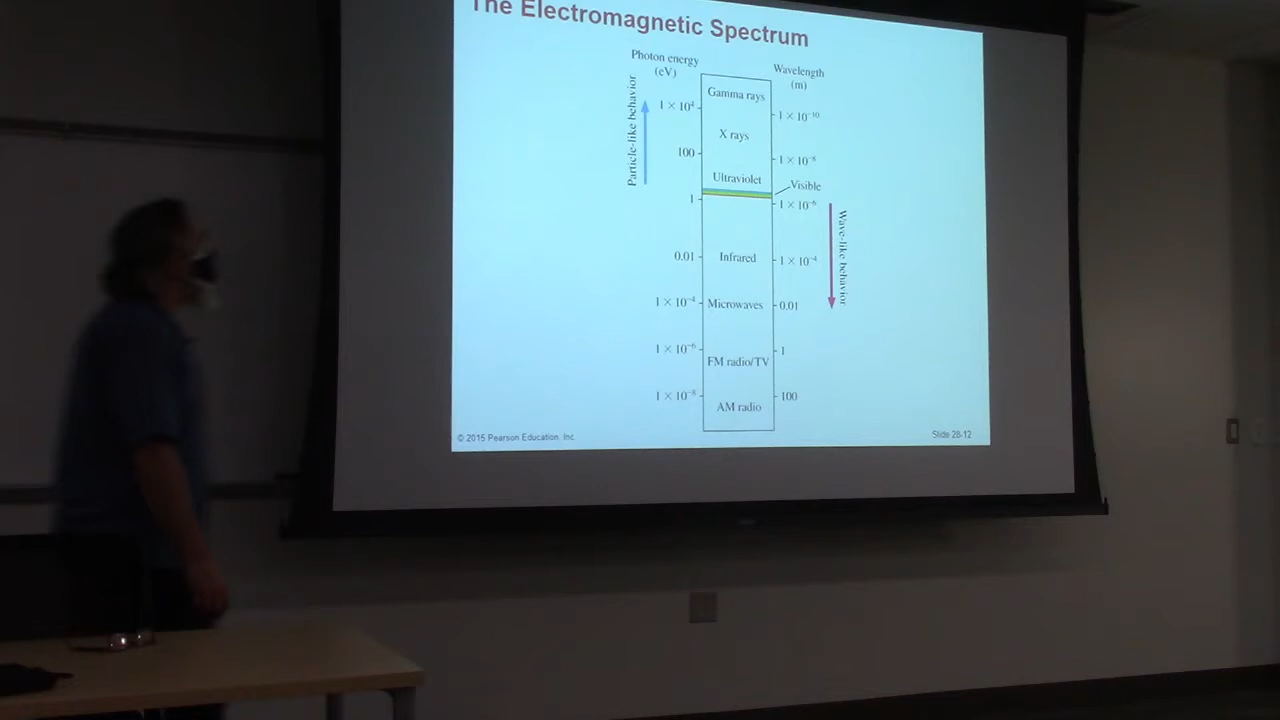 The Electromagnetic Spectrum
Photon energy
(eV)
Wavelength
(m)
Particle-like behavior
Gamma rays
1 × 10⁴
1 × 10⁻¹⁰
X rays
100
1 × 10⁻⁸
Ultraviolet
Visible
1
1 × 10⁻⁶
Wave-like behavior
0.01
Infrared
1 × 10⁻⁴
1 × 10⁻⁴
Microwaves
0.01
1 × 10⁻⁶
1
FM radio/TV
1 × 10⁻⁸
100
AM radio
© 2015 Pearson Education, Inc.
Slide 28-12